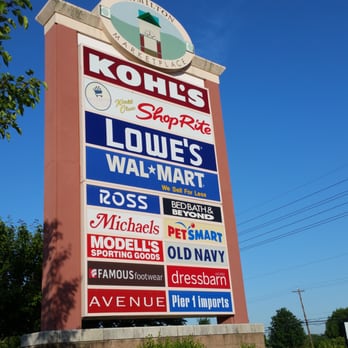 HAMILTON
MARKETPLACE
KOHL'S
ShopRite
LOWE'S
WAL★MART
We Sell For Less
ROSS
BED BATH &
BEYOND
Michaels
PETSMART
MODELL'S
SPORTING GOODS
OLD NAVY
FAMOUS footwear
dressbarn
AVENUE
Pier 1 imports